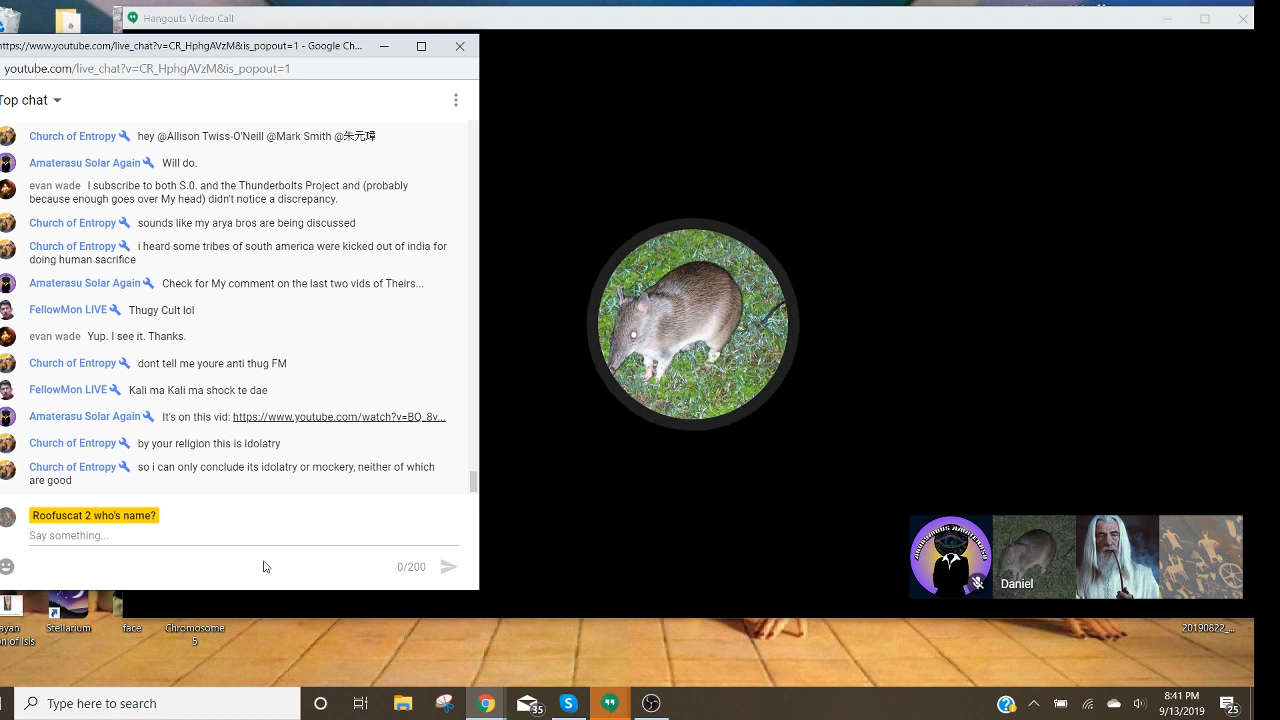 Hangouts Video Call
https://www.youtube.com/live_chat?v=CR_HphgAVzM&is_popout=1 - Google Ch...
youtube.com/live_chat?v=CR_HphgAVzM&is_popout=1
Top chat
Church of Entropy hey @Allison Twiss-O'Neill @Mark Smith @朱元璋
Amaterasu Solar Again Will do.
evan wade I subscribe to both S.0. and the Thunderbolts Project and (probably
because enough goes over My head) didn't notice a discrepancy.
Church of Entropy sounds like my arya bros are being discussed
Church of Entropy i heard some tribes of south america were kicked out of india for
doing human sacrifice
Amaterasu Solar Again Check for My comment on the last two vids of Theirs...
FellowMon LIVE Thugy Cult lol
evan wade Yup. I see it. Thanks.
Church of Entropy dont tell me youre anti thug FM
FellowMon LIVE Kali ma Kali ma shock te dae
Amaterasu Solar Again It's on this vid: https://www.youtube.com/watch?v=BQ_8v...
Church of Entropy by your religion this is idolatry
Church of Entropy so i can only conclude its idolatry or mockery, neither of which
are good
Roofuscat 2 who's name?
Say something...
0/200
Daniel
ayan
on of Isis
Stellarium
face
Chromosome
5
20190822_...
Type here to search
35
8:41 PM
9/13/2019
25